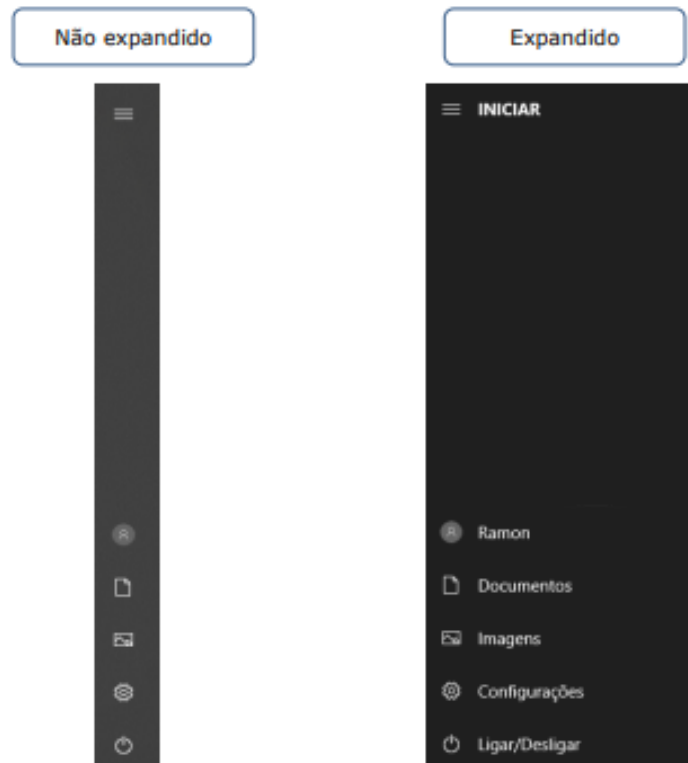 Não expandido
Expandido
INICIAR
Ramon
Documentos
Imagens
Configurações
Ligar/Desligar